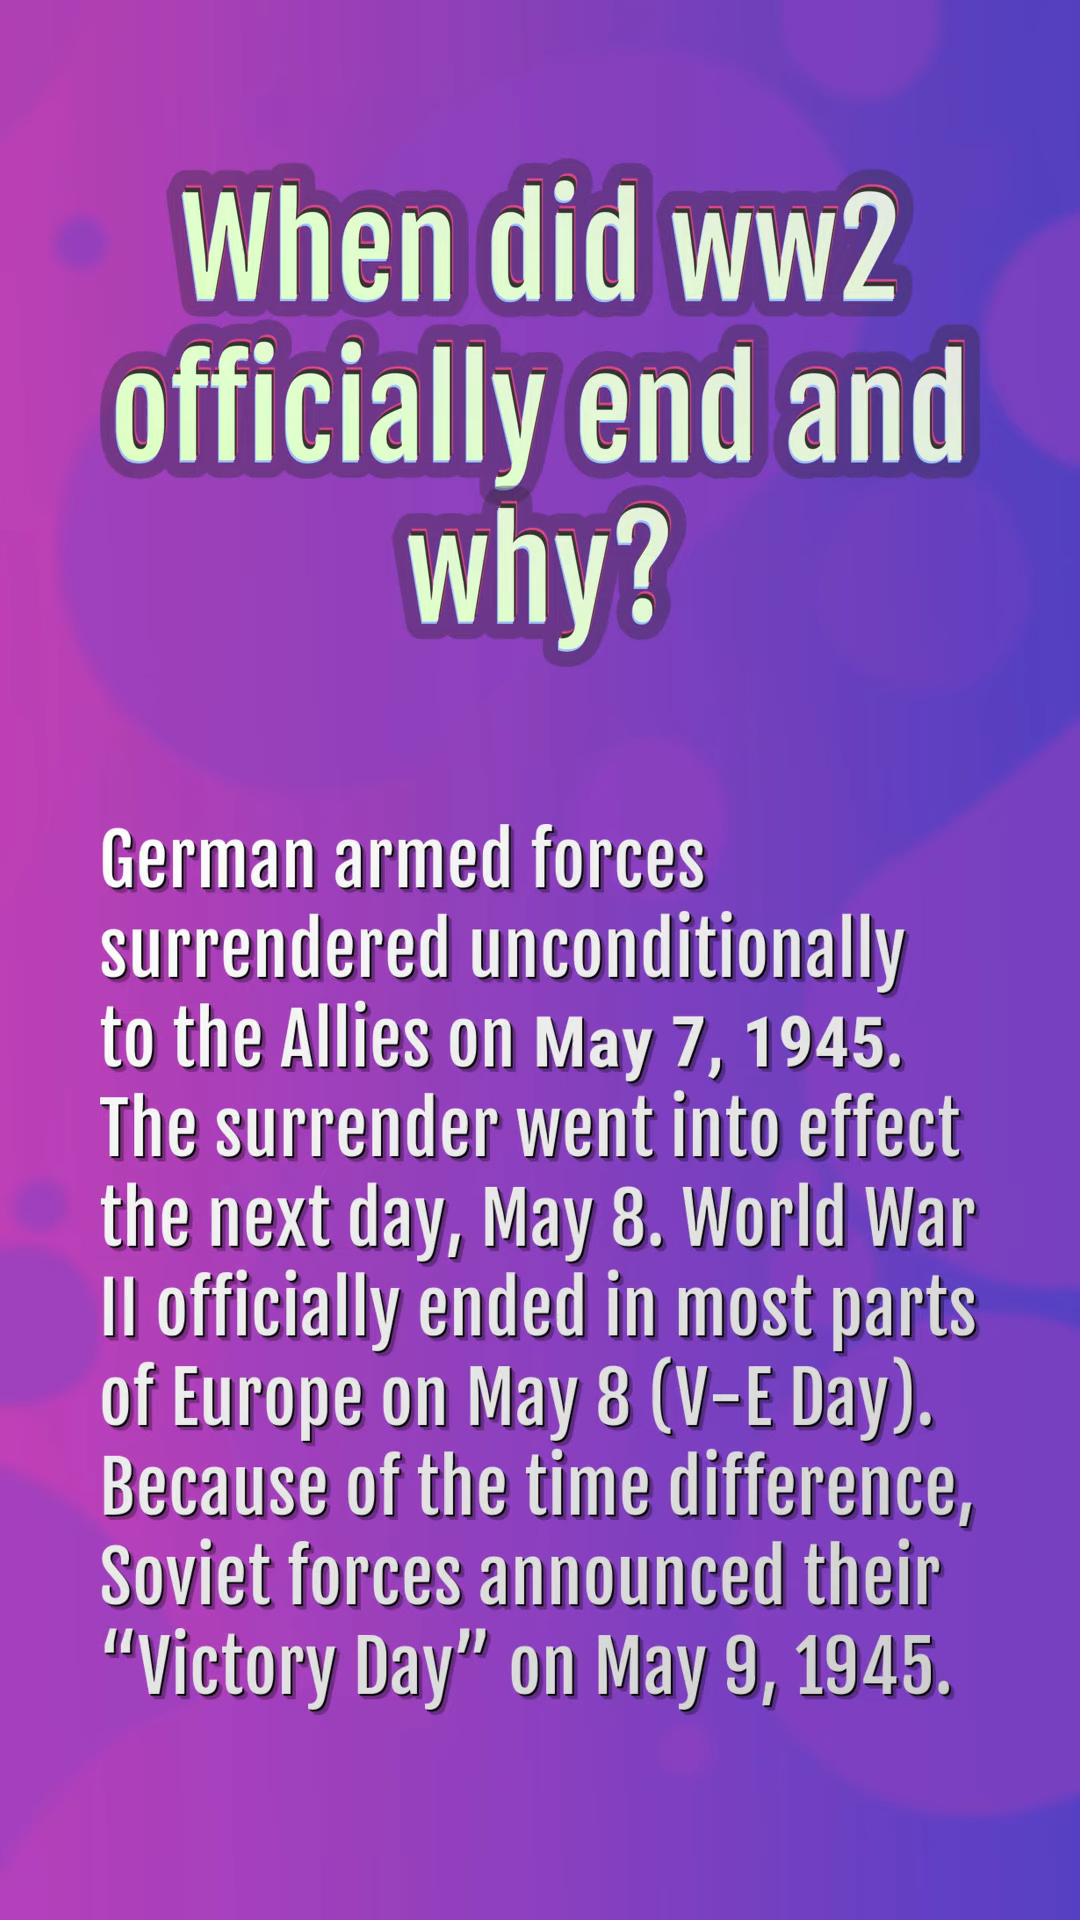 When did ww2
officially end and
why?
German armed forces
surrendered unconditionally
to the Allies on May 7, 1945.
The surrender went into effect
the next day, May 8. World War
II officially ended in most parts
of Europe on May 8 (V-E Day).
Because of the time difference,
Soviet forces announced their
“Victory Day” on May 9, 1945.